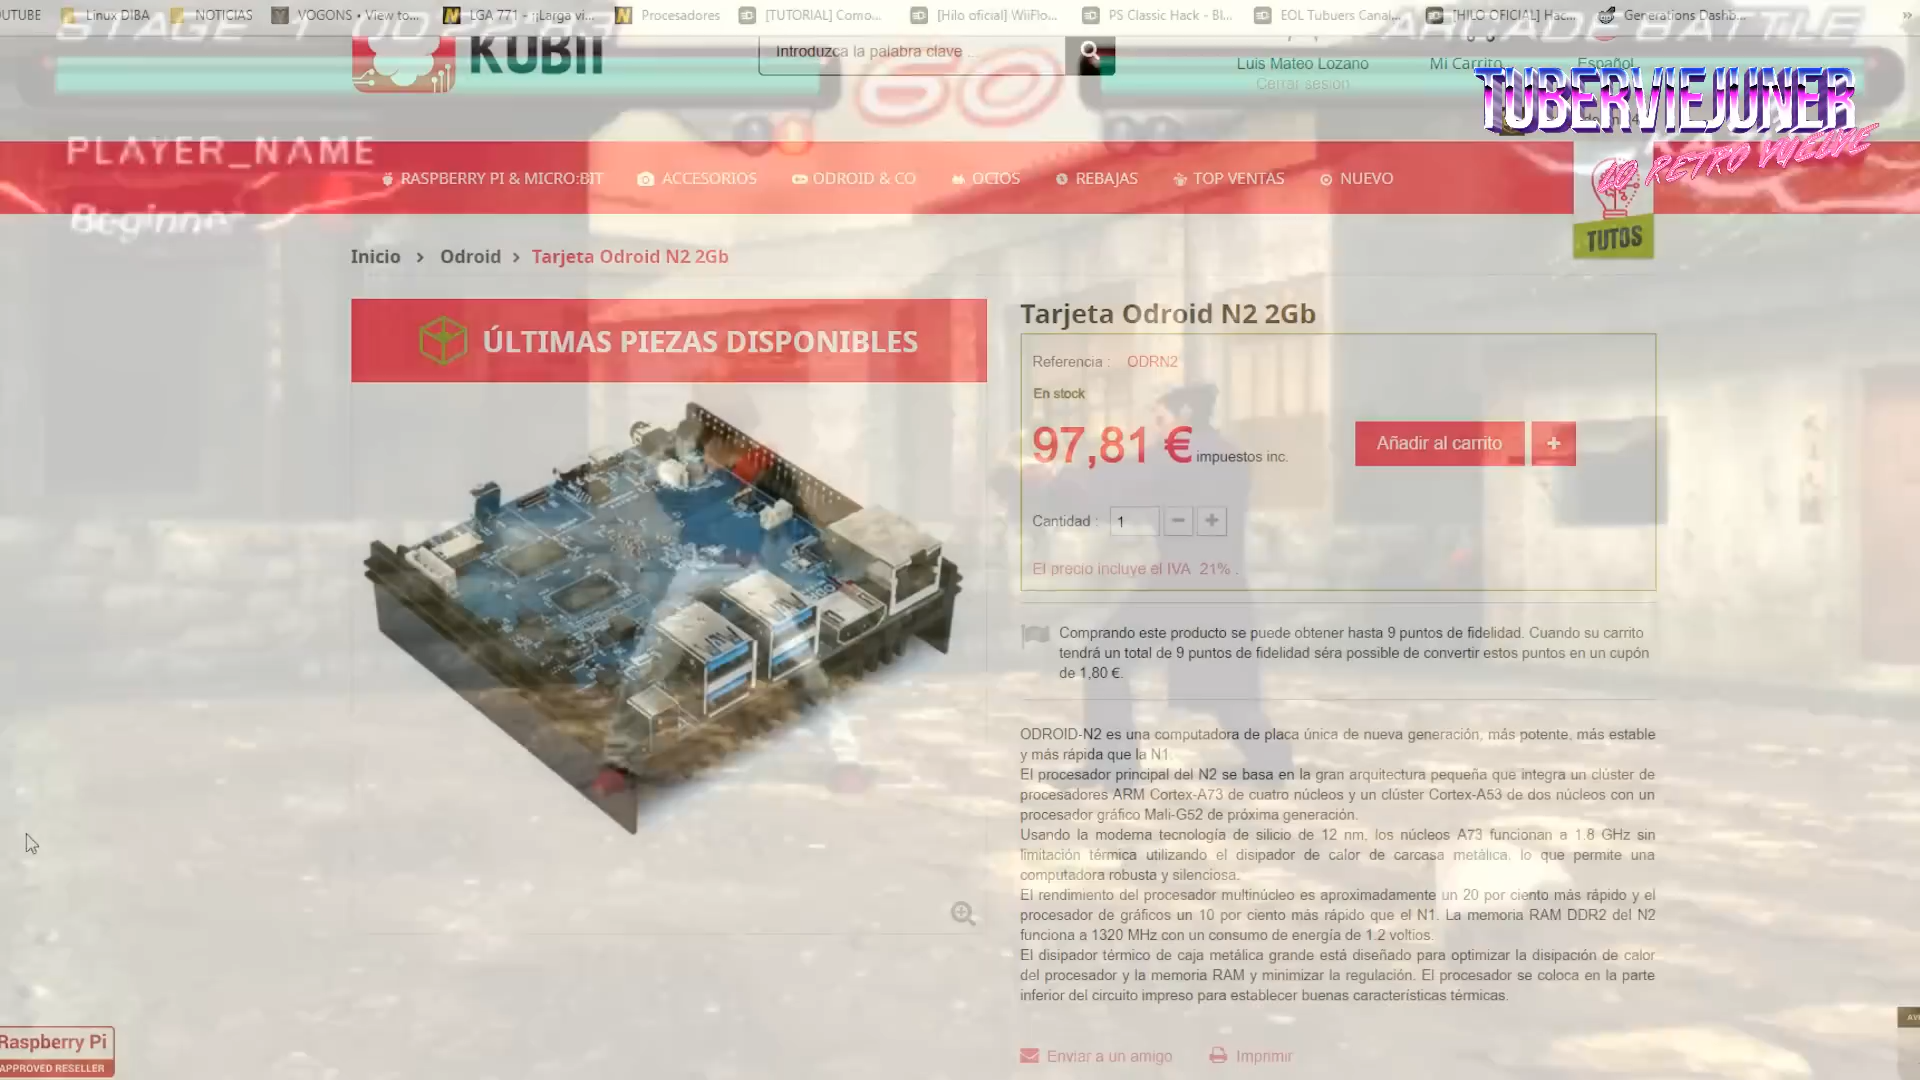 OUTUBE Linux DIBA NOTICIAS VOGONS • View to... LGA 771 - ¡¡Larga vi... Procesadores [TUTORIAL] Como... [Hilo oficial] WiiFlo... PS Classic Hack - Bl... EOL Tubuers Canal... [HILO OFICIAL] Hac... Generations Dashb... »
STAGE 1 ARCADE BATTLE
KUBII
Introduzca la palabra clave ...
60
Luis Mateo Lozano Mi Carrito Español
Cerrar sesión
TUBERVIEJUNER
LO RETRO VUELVE
PLAYER_NAME
Beginner
RASPBERRY PI & MICRO:BIT ACCESORIOS ODROID & CO OCIOS REBAJAS TOP VENTAS NUEVO
TUTOS
Inicio > Odroid > Tarjeta Odroid N2 2Gb
ÚLTIMAS PIEZAS DISPONIBLES
Tarjeta Odroid N2 2Gb
Referencia : ODRN2
En stock
97,81 € impuestos inc.
Añadir al carrito +
Cantidad : 1 − +
El precio incluye el IVA 21% .
Comprando este producto se puede obtener hasta 9 puntos de fidelidad. Cuando su carrito
tendrá un total de 9 puntos de fidelidad séra possible de convertir estos puntos en un cupón
de 1,80 €.
ODROID-N2 es una computadora de placa única de nueva generación, más potente, más estable
y más rápida que la N1.
El procesador principal del N2 se basa en la gran arquitectura pequeña que integra un clúster de
procesadores ARM Cortex-A73 de cuatro núcleos y un clúster Cortex-A53 de dos núcleos con un
procesador gráfico Mali-G52 de próxima generación.
Usando la moderna tecnología de silicio de 12 nm, los núcleos A73 funcionan a 1.8 GHz sin
limitación térmica utilizando el disipador de calor de carcasa metálica. lo que permite una
computadora robusta y silenciosa.
El rendimiento del procesador multinúcleo es aproximadamente un 20 por ciento más rápido y el
procesador de gráficos un 10 por ciento más rápido que el N1. La memoria RAM DDR2 del N2
funciona a 1320 MHz con un consumo de energía de 1.2 voltios.
El disipador térmico de caja metálica grande está diseñado para optimizar la disipación de calor
del procesador y la memoria RAM y minimizar la regulación. El procesador se coloca en la parte
inferior del circuito impreso para establecer buenas características térmicas.
Enviar a un amigo Imprimir
Raspberry Pi
APPROVED RESELLER